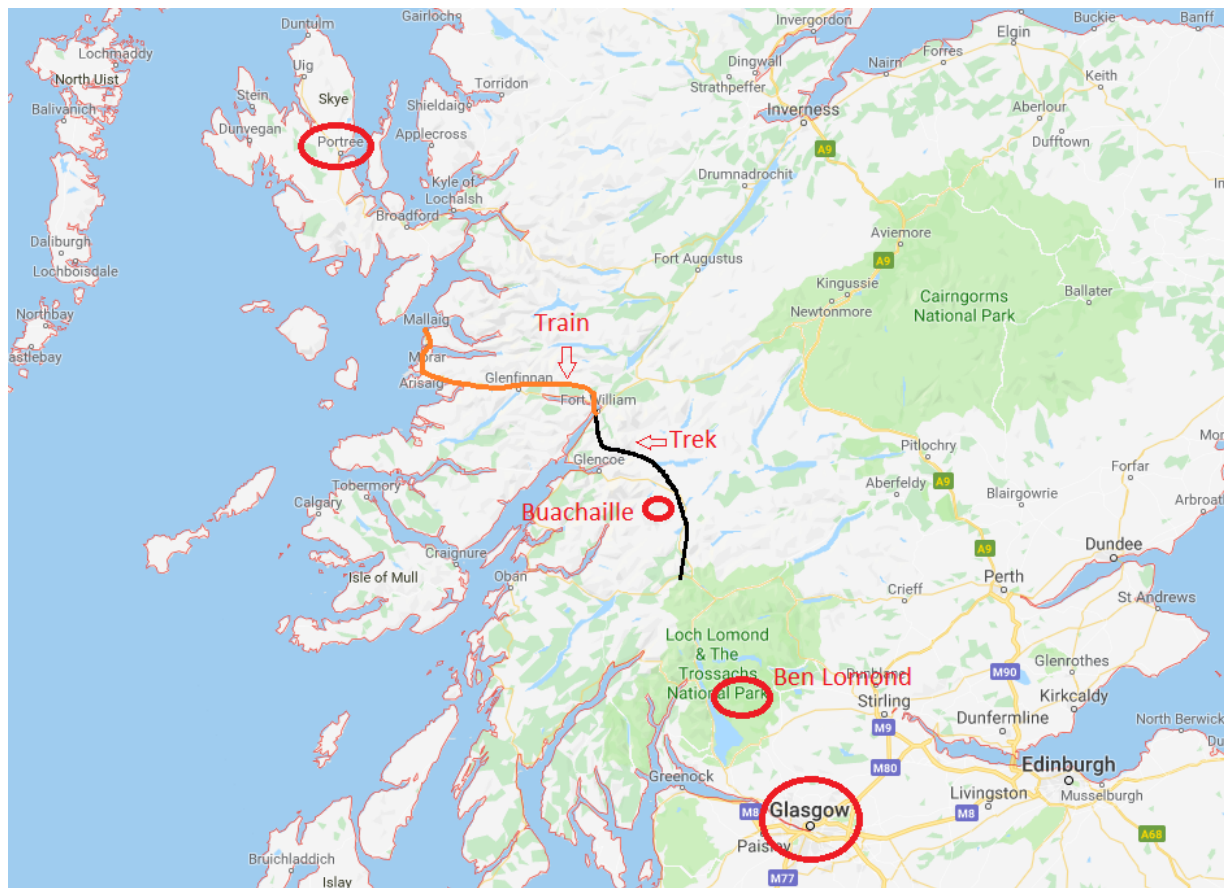 Duntulm
Gairloch
Invergordon
Buckie
Banff
Lochmaddy
Elgin
North Uist
Uig
Dingwall
Forres
Nairn
Keith
Torridon
Strathpeffer
Balivanich
Stein
Skye
Shieldaig
Inverness
Aberlour
Dunvegan
Portree
Applecross
A9
Dufftown
Drumnadrochit
Kyle of
Lochalsh
Broadford
Aviemore
Daliburgh
Lochboisdale
Fort Augustus
A9
Kingussie
Newtonmore
Cairngorms
National Park
Ballater
Northbay
Mallaig
Train
astlebay
Morar
Arisaig
Glenfinnan
Fort William
Trek
Glencoe
Pitlochry
Mor
Forfar
Tobermory
Calgary
Aberfeldy
A9
Blairgowrie
Arbroath
Buachaille
Craignure
A9
Dundee
Isle of Mull
Oban
Crieff
Perth
St Andrews
Loch Lomond
& The
Trossachs
National Park
Ben Lomond
Dunblane
Stirling
M90
Glenrothes
Kirkcaldy
M9
Dunfermline
North Berwick
Du
Greenock
M80
Edinburgh
Glasgow
M8
Livingston
M8
Musselburgh
Paisley
A68
Bruichladdich
Islay
M77
In